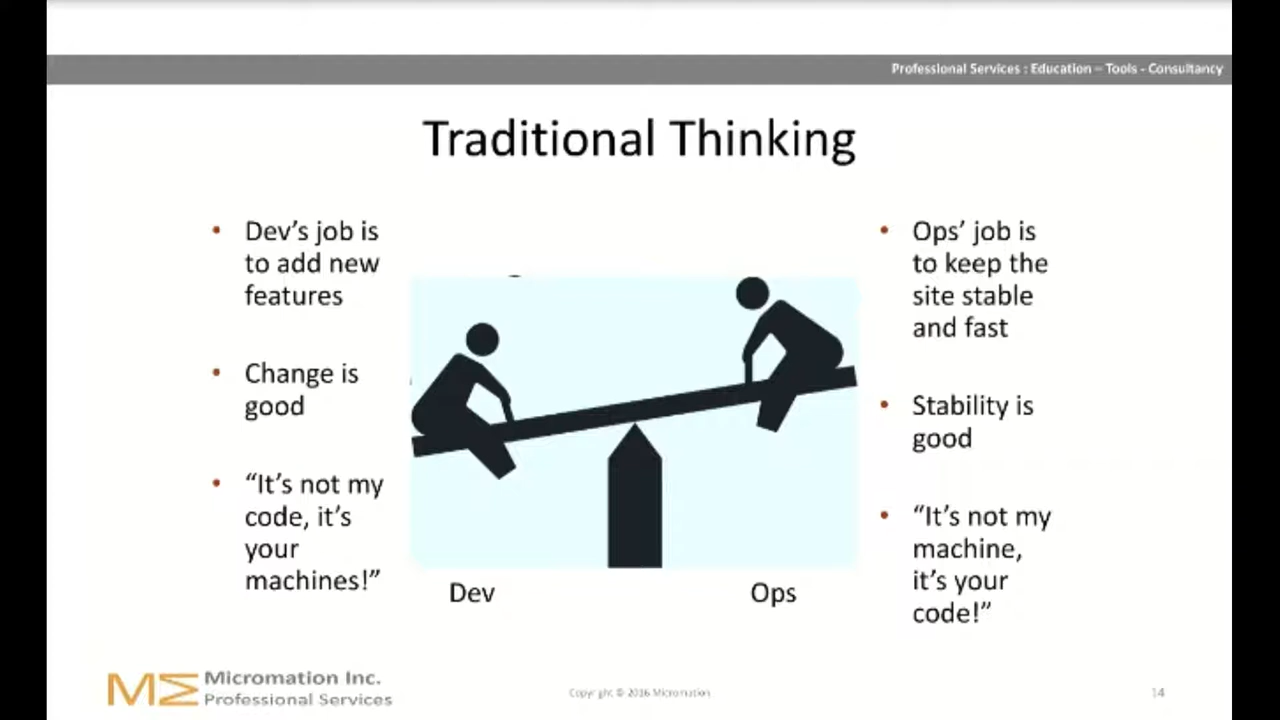 Professional Services : Education – Tools - Consultancy
Traditional Thinking
• Dev’s job is
to add new
features
• Change is
good
• “It’s not my
code, it’s
your
machines!”
Dev
Ops
• Ops’ job is
to keep the
site stable
and fast
• Stability is
good
• “It’s not my
machine,
it’s your
code!”
Micromation Inc.
Professional Services
Copyright © 2016 Micromation
14